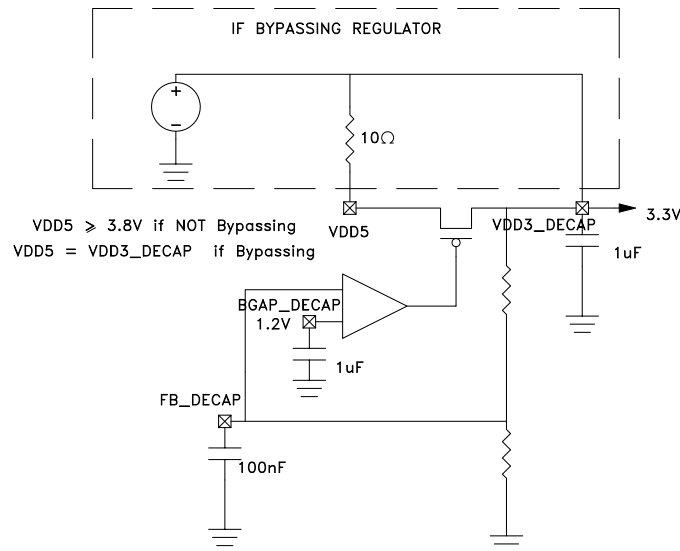 IF BYPASSING REGULATOR
+
−
10Ω
VDD5 ⩾ 3.8V if NOT Bypassing
VDD5 = VDD3_DECAP if Bypassing
VDD5
VDD3_DECAP
3.3V
1uF
BGAP_DECAP
1.2V
1uF
FB_DECAP
100nF